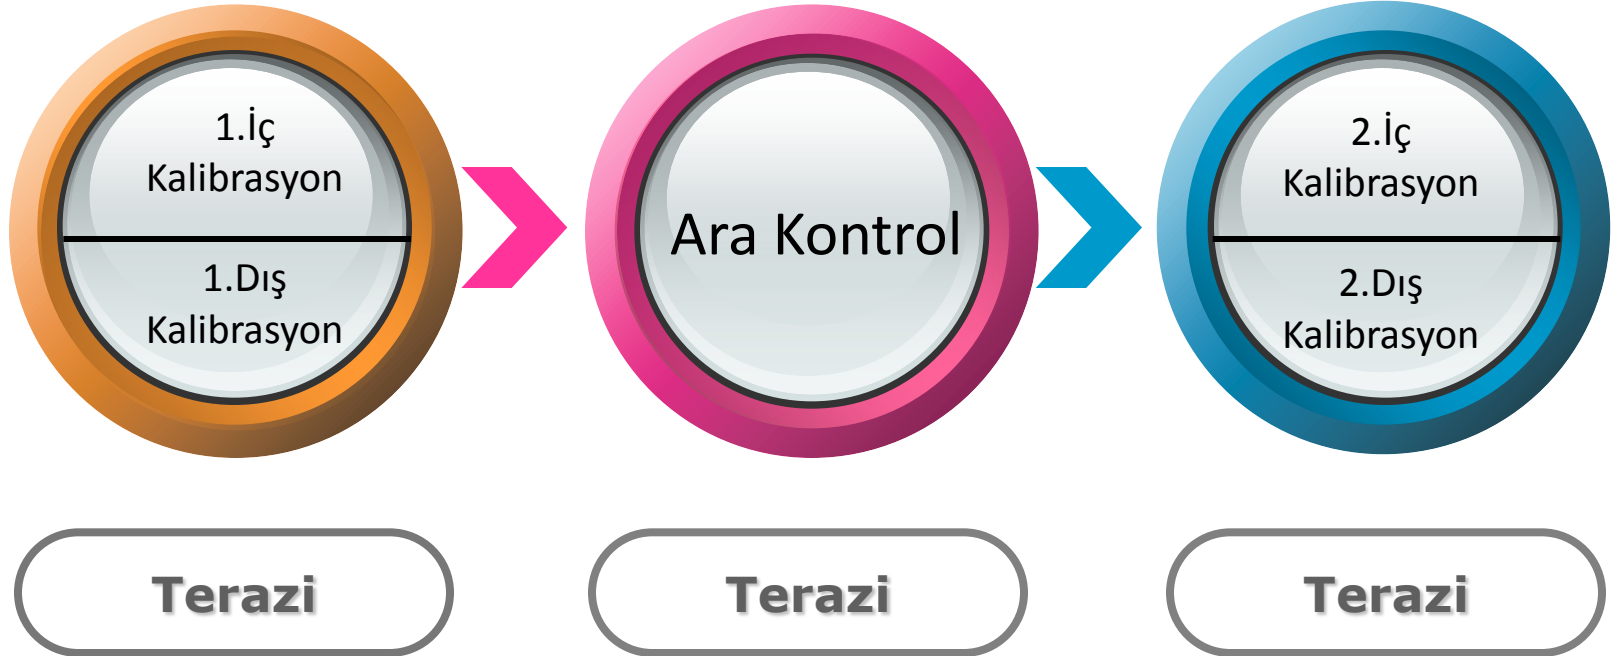 1.İç
Kalibrasyon
1.Dış
Kalibrasyon
Ara Kontrol
2.İç
Kalibrasyon
2.Dış
Kalibrasyon
Terazi
Terazi
Terazi